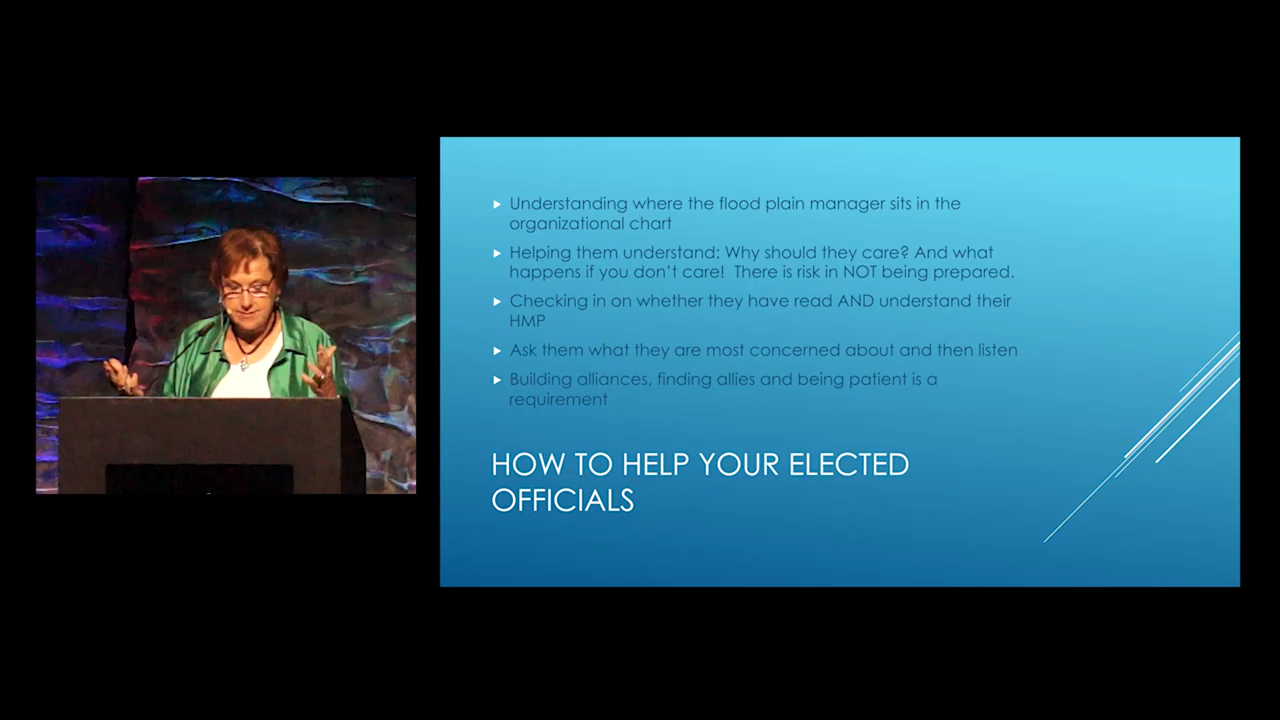 Understanding where the flood plain manager sits in the
organizational chart
Helping them understand: Why should they care? And what
happens if you don't care!  There is risk in NOT being prepared.
Checking in on whether they have read AND understand their
HMP
Ask them what they are most concerned about and then listen
Building alliances, finding allies and being patient is a
requirement
HOW TO HELP YOUR ELECTED
OFFICIALS